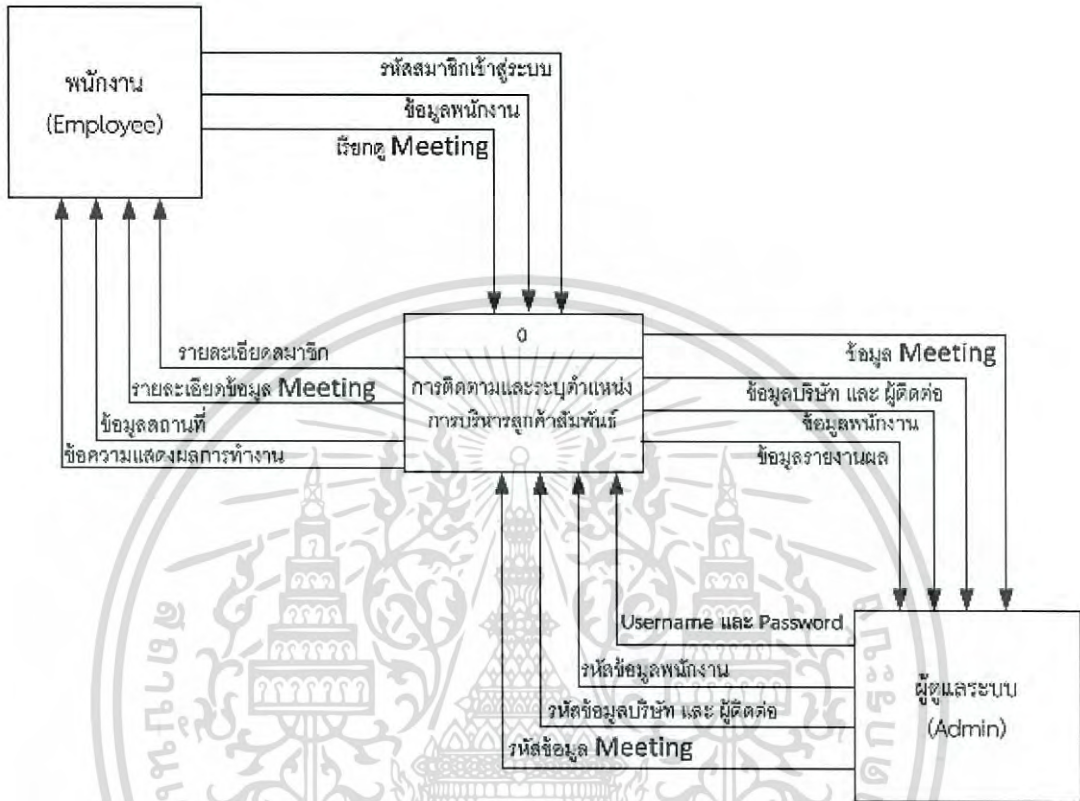 พนักงาน
(Employee)
รหัสสมาชิกเข้าสู่ระบบ
ข้อมูลพนักงาน
เรียกดู Meeting
รายละเอียดสมาชิก
รายละเอียดข้อมูล Meeting
ข้อมูลสถานที่
ข้อความแสดงผลการทำงาน
0
การติดตามและระบุตำแหน่ง
การบริหารลูกค้าสัมพันธ์
ข้อมูล Meeting
ข้อมูลบริษัท และ ผู้ติดต่อ
ข้อมูลพนักงาน
ข้อมูลรายงานผล
Username และ Password
รหัสข้อมูลพนักงาน
รหัสข้อมูลบริษัท และ ผู้ติดต่อ
รหัสข้อมูล Meeting
ผู้ดูแลระบบ
(Admin)